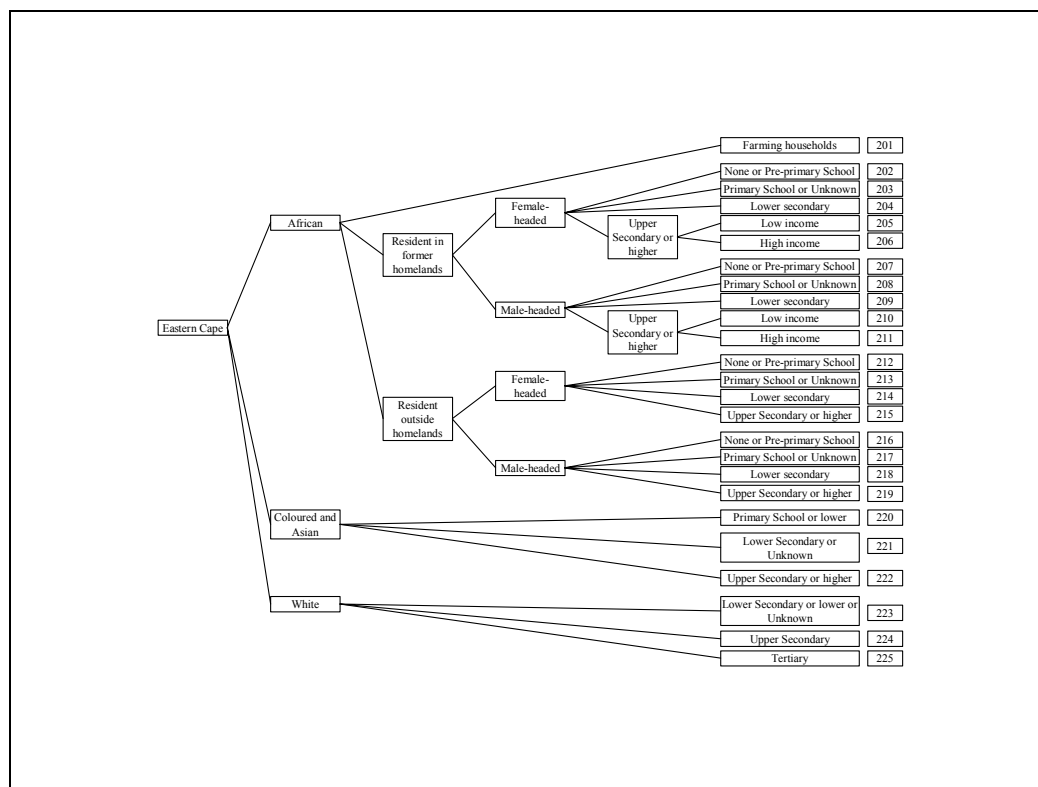 Farming households 201
None or Pre-primary School 202
Primary School or Unknown 203
Lower secondary 204
Female-
headed
Upper
Secondary or
higher
Low income 205
High income 206
African
Resident in
former
homelands
None or Pre-primary School 207
Primary School or Unknown 208
Lower secondary 209
Male-headed
Upper
Secondary or
higher
Low income 210
High income 211
Eastern Cape
None or Pre-primary School 212
Primary School or Unknown 213
Lower secondary 214
Upper Secondary or higher 215
Female-
headed
Resident
outside
homelands
None or Pre-primary School 216
Primary School or Unknown 217
Lower secondary 218
Upper Secondary or higher 219
Male-headed
Coloured and
Asian
Primary School or lower 220
Lower Secondary or
Unknown
221
Upper Secondary or higher 222
White
Lower Secondary or lower or
Unknown
223
Upper Secondary 224
Tertiary 225